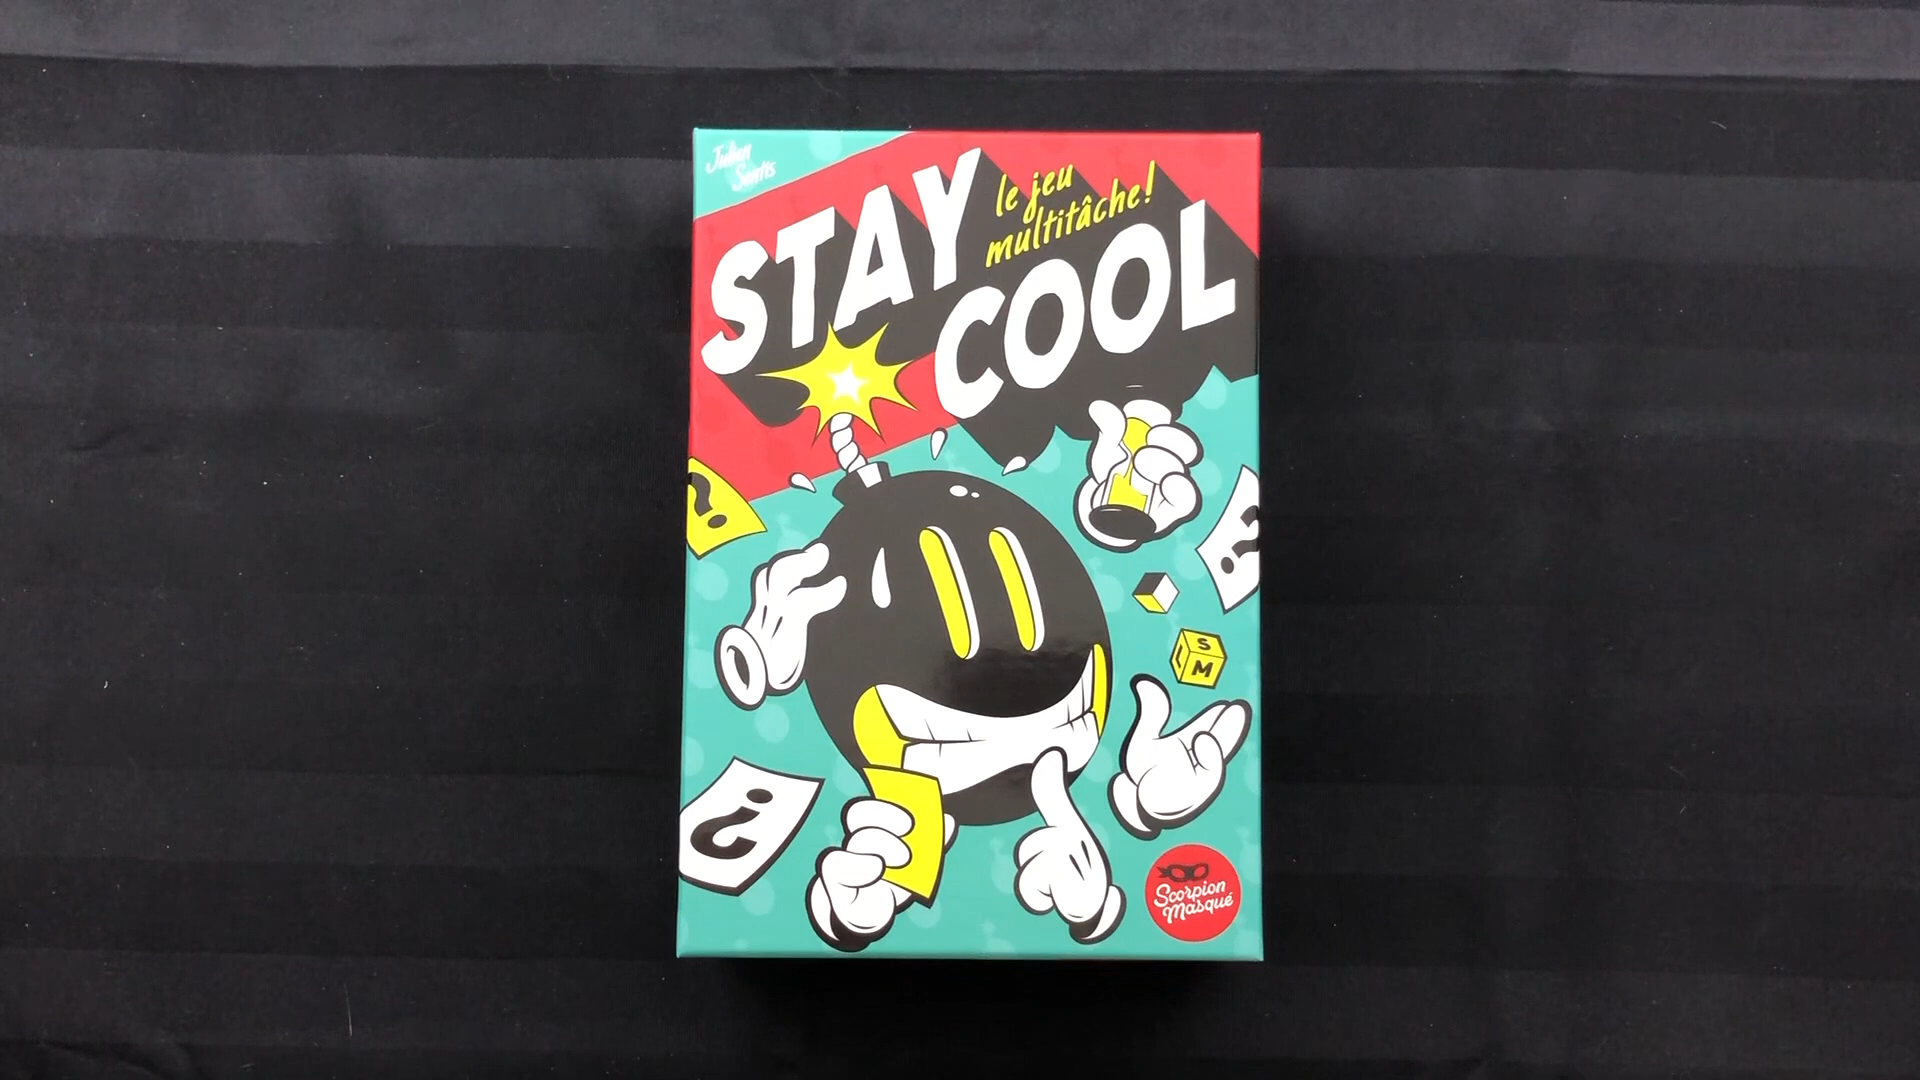 Julien
Sentis
STAY
le jeu
multitâche!
COOL
?
?
?
S
L M
Scorpion
Masqué